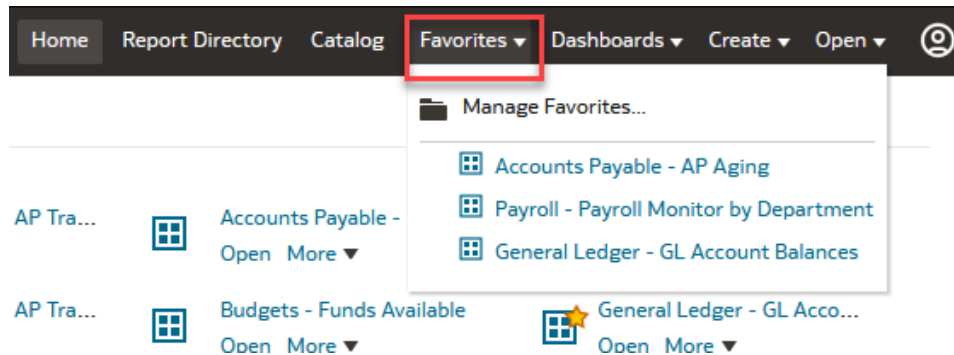 Home Report Directory Catalog Favorites Dashboards Create Open
Manage Favorites...
Accounts Payable - AP Aging
AP Tra... Accounts Payable - Payroll - Payroll Monitor by Department
Open More General Ledger - GL Account Balances
AP Tra... Budgets - Funds Available General Ledger - GL Acco...
Open More Open More